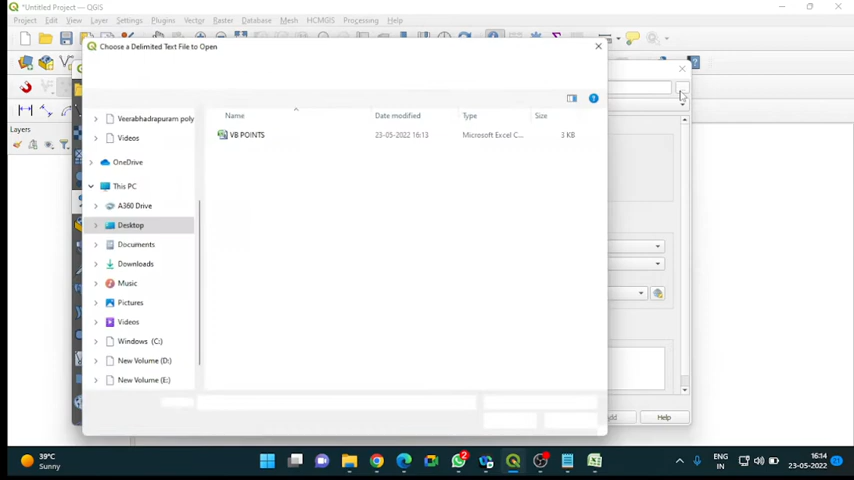 *Untitled Project — QGIS
Project Edit View Layer Settings Plugins Vector Raster Database Mesh HCMGIS Processing Help
Choose a Delimited Text File to Open
Name Date modified Type Size
Veerabhadrapuram poly
VB POINTS 23-05-2022 16:13 Microsoft Excel C... 3 KB
Videos
Layers
OneDrive
This PC
A360 Drive
Desktop
Documents
Downloads
Music
Pictures
Videos
Windows (C:)
New Volume (D:)
New Volume (E:)
Help
39°C
Sunny
2
ENG
IN
16:14
23-05-2022